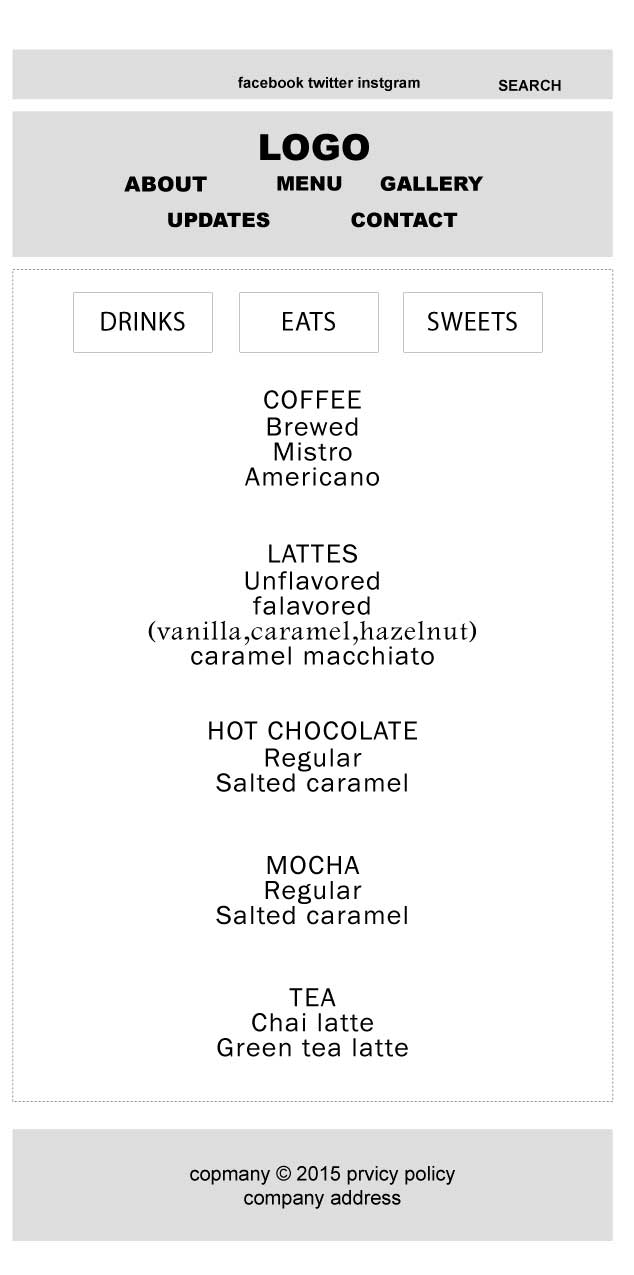 facebook twitter instgram SEARCH
LOGO
ABOUT MENU GALLERY
UPDATES CONTACT
DRINKS EATS SWEETS
COFFEE
Brewed
Mistro
Americano
LATTES
Unflavored
falavored
(vanilla,caramel,hazelnut)
caramel macchiato
HOT CHOCOLATE
Regular
Salted caramel
MOCHA
Regular
Salted caramel
TEA
Chai latte
Green tea latte
copmany © 2015 prvicy policy
company address